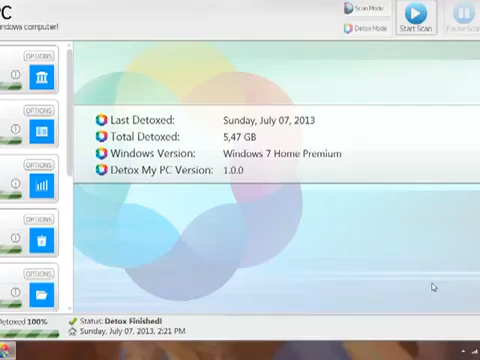 PC
Windows computer!
Scan Mode
Detox Mode
Start Scan
Pause Scan
OPTIONS
OPTIONS
OPTIONS
OPTIONS
OPTIONS
Last Detoxed: Sunday, July 07, 2013
Total Detoxed: 5,47 GB
Windows Version: Windows 7 Home Premium
Detox My PC Version: 1.0.0
Detoxed 100%
Status: Detox Finished!
Sunday, July 07, 2013, 2:21 PM